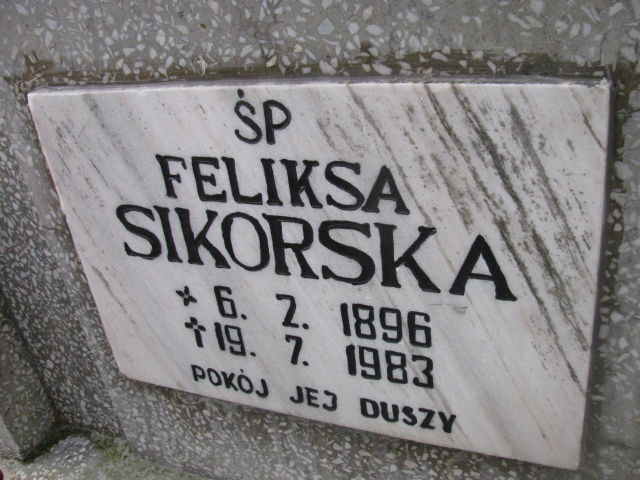 ŚP
FELIKSA
SIKORSKA
* 6. 2. 1896
† 19. 7. 1983
POKÓJ JEJ DUSZY